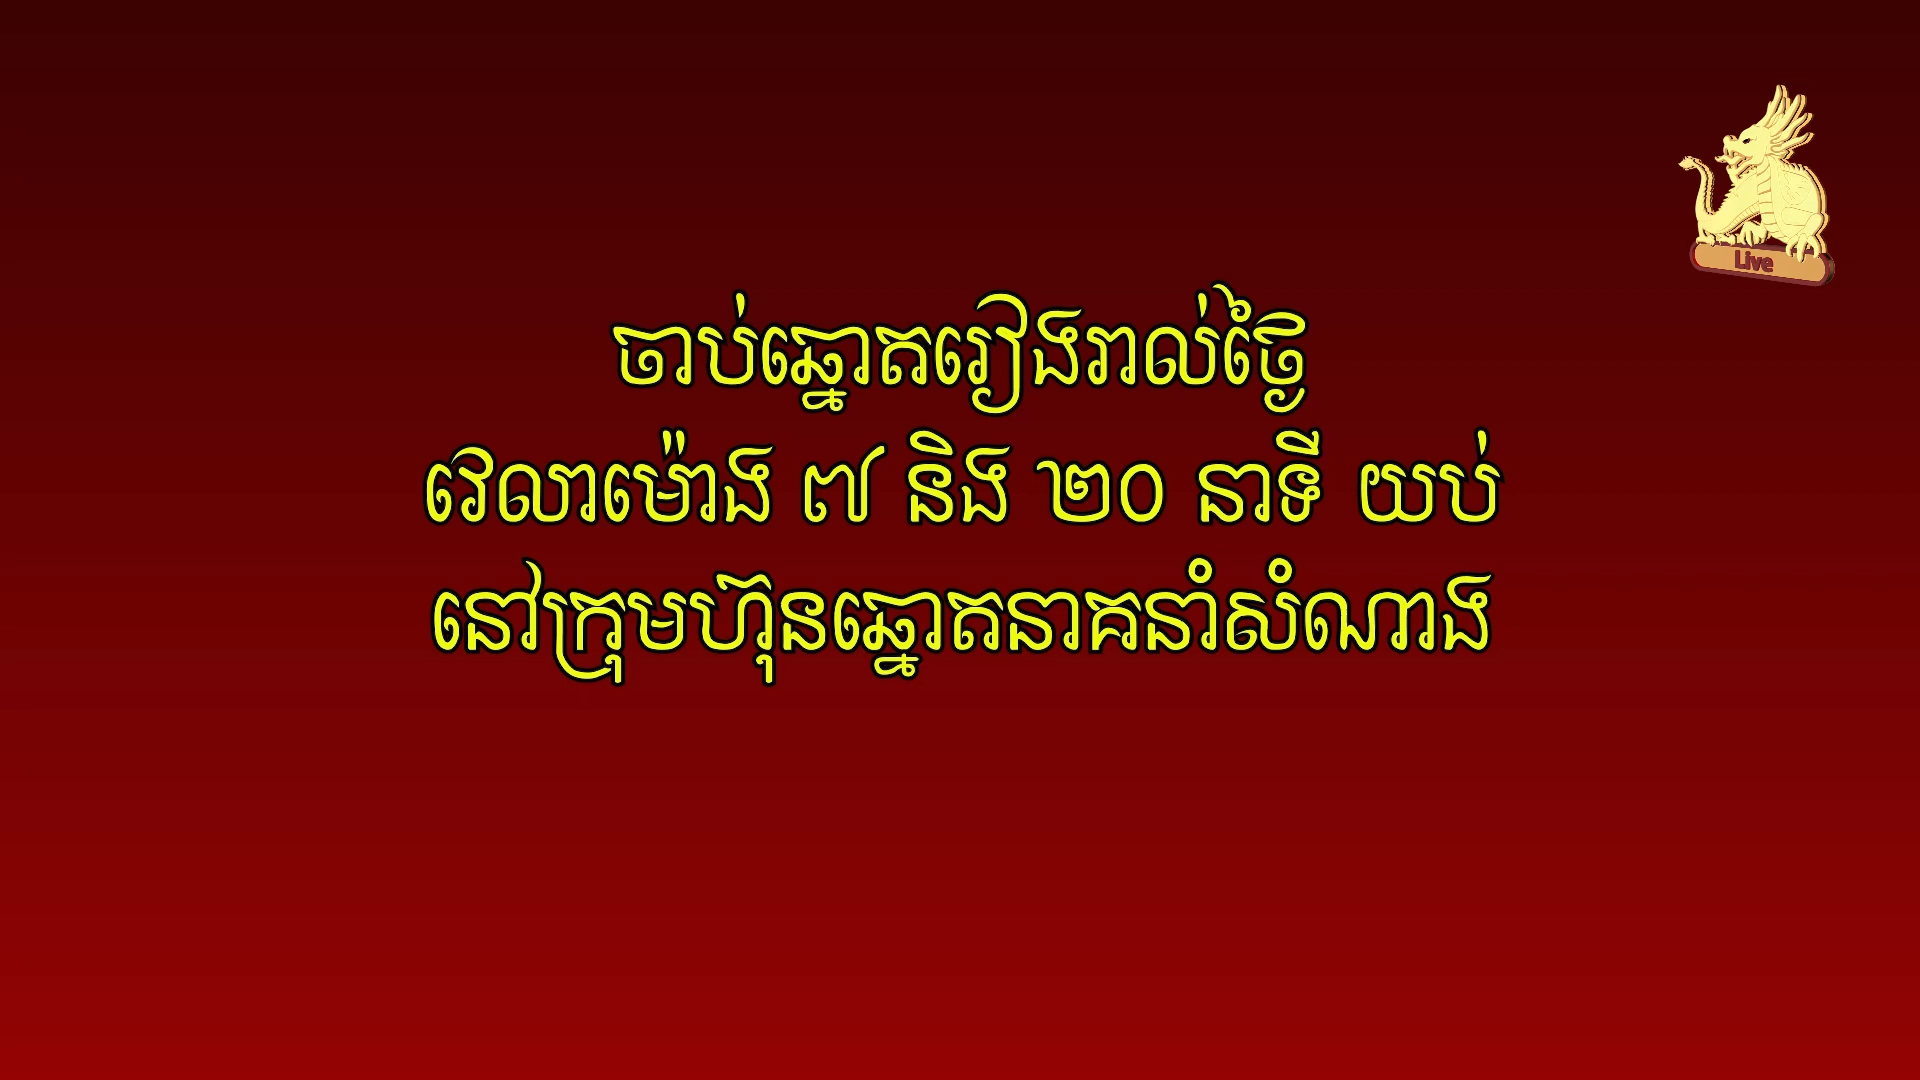 Live
ចាប់ឆ្នោតរៀងរាល់ថ្ងៃ
វេលាម៉ោង ៧ និង ២០ នាទី យប់
នៅក្រុមហ៊ុនឆ្នោតនាគនាំសំណាង